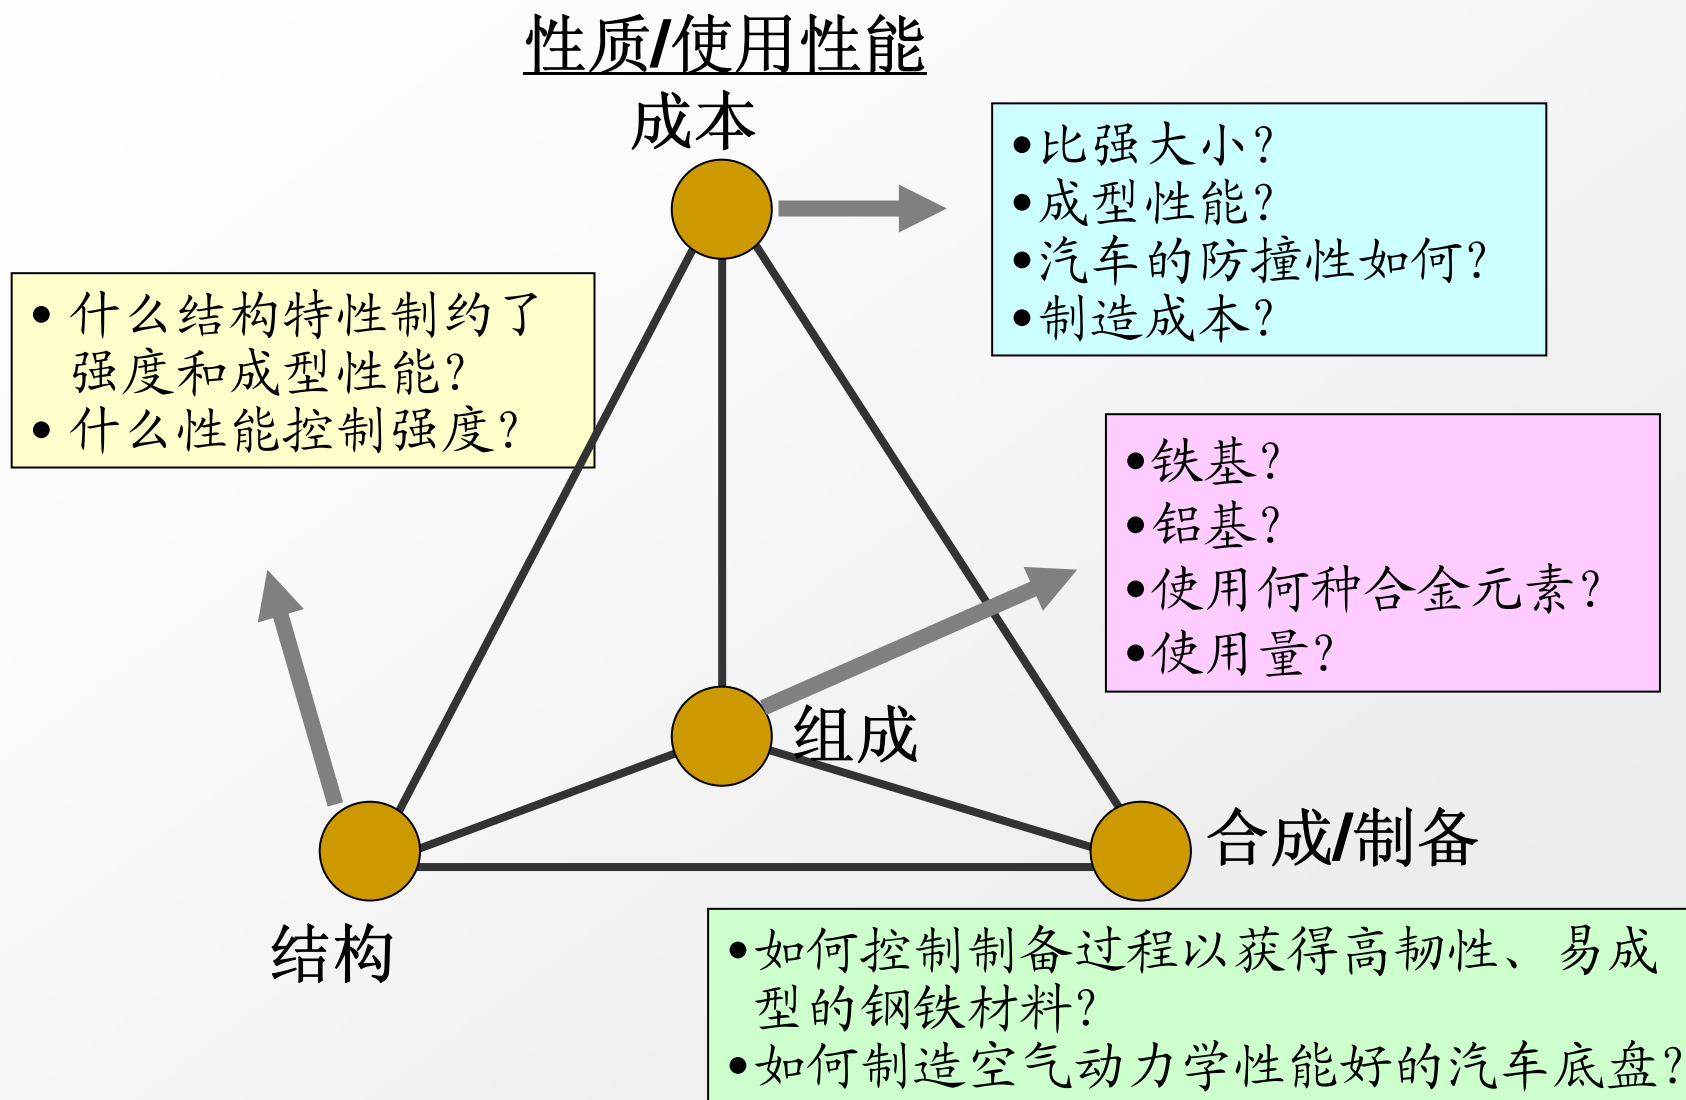 性质/使用性能
成本
•比强大小?
•成型性能?
•汽车的防撞性如何?
•制造成本?
• 什么结构特性制约了
强度和成型性能?
• 什么性能控制强度?
•铁基?
•铝基?
•使用何种合金元素?
•使用量?
组成
合成/制备
结构
•如何控制制备过程以获得高韧性、易成
型的钢铁材料?
•如何制造空气动力学性能好的汽车底盘?